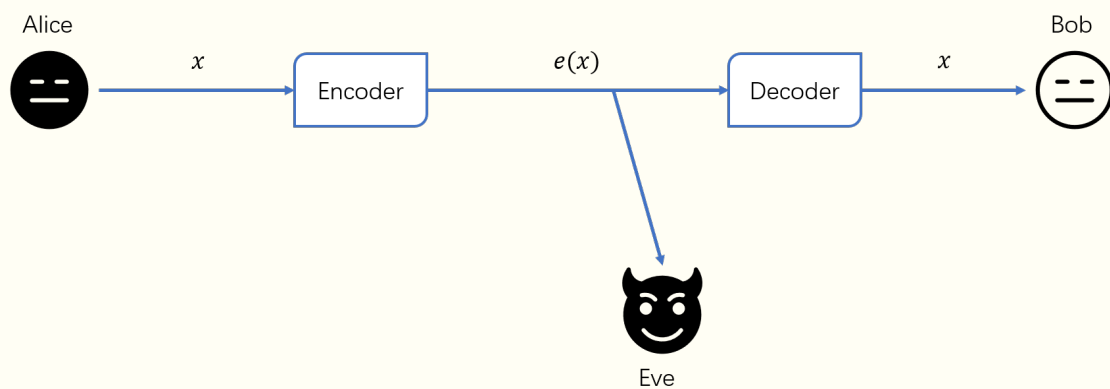 Alice
Bob
x
e(x)
x
Encoder
Decoder
Eve